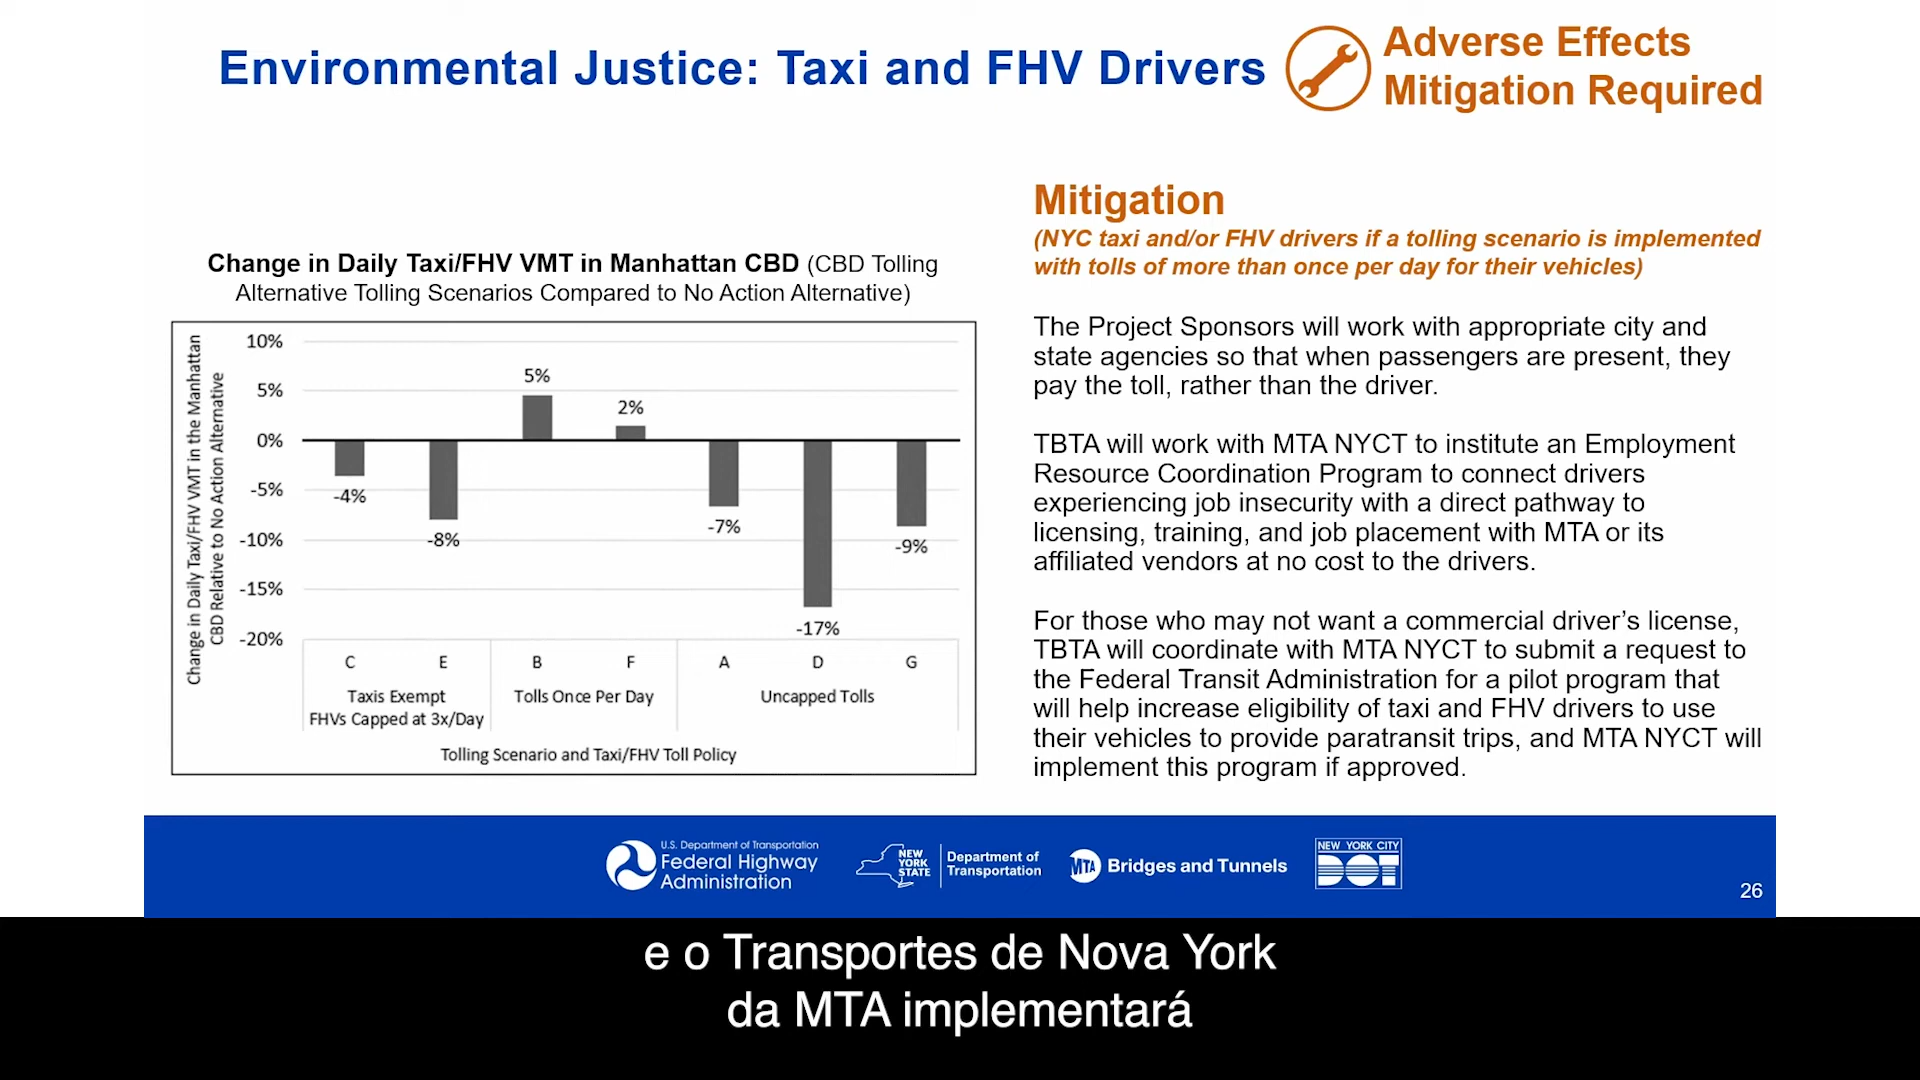 Environmental Justice: Taxi and FHV Drivers
Adverse Effects
Mitigation Required
Change in Daily Taxi/FHV VMT in Manhattan CBD (CBD Tolling
Alternative Tolling Scenarios Compared to No Action Alternative)
Change in Daily Taxi/FHV VMT in the Manhattan
CBD Relative to No Action Alternative
10%
5%
0%
-5%
-10%
-15%
-20%
-4%
-8%
5%
2%
-7%
-17%
-9%
C E B F A D G
Taxis Exempt
FHVs Capped at 3x/Day
Tolls Once Per Day
Uncapped Tolls
Tolling Scenario and Taxi/FHV Toll Policy
Mitigation
(NYC taxi and/or FHV drivers if a tolling scenario is implemented
with tolls of more than once per day for their vehicles)
The Project Sponsors will work with appropriate city and
state agencies so that when passengers are present, they
pay the toll, rather than the driver.
TBTA will work with MTA NYCT to institute an Employment
Resource Coordination Program to connect drivers
experiencing job insecurity with a direct pathway to
licensing, training, and job placement with MTA or its
affiliated vendors at no cost to the drivers.
For those who may not want a commercial driver's license,
TBTA will coordinate with MTA NYCT to submit a request to
the Federal Transit Administration for a pilot program that
will help increase eligibility of taxi and FHV drivers to use
their vehicles to provide paratransit trips, and MTA NYCT will
implement this program if approved.
U.S. Department of Transportation
Federal Highway
Administration
NEW
YORK
STATE
Department of
Transportation
MTA Bridges and Tunnels
NEW YORK CITY
DOT
26
e o Transportes de Nova York
da MTA implementará